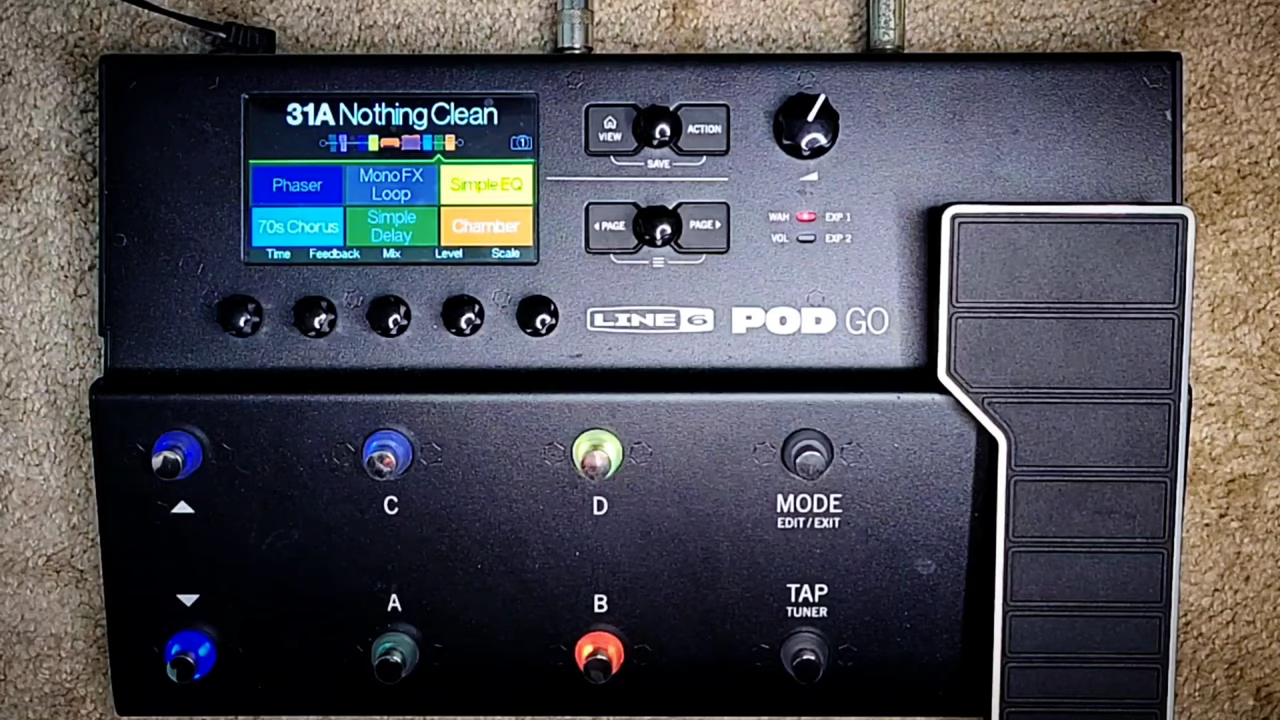 31A Nothing Clean
1
Phaser
Mono FX
Loop
Simple EQ
70s Chorus
Simple
Delay
Chamber
Time Feedback Mix Level Scale
VIEW
ACTION
SAVE
PAGE
PAGE
WAH EXP 1
VOL EXP 2
LINE 6 POD GO
C
D
MODE
EDIT / EXIT
A
B
TAP
TUNER